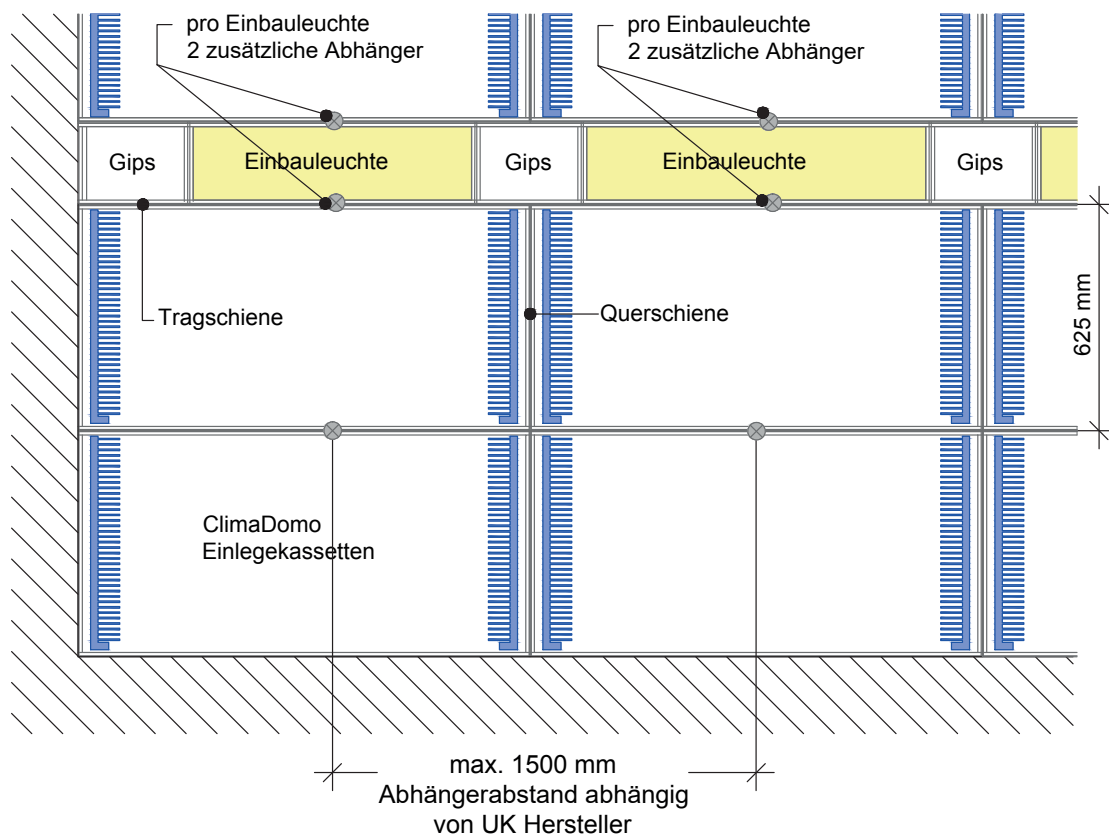 pro Einbauleuchte
2 zusätzliche Abhänger
pro Einbauleuchte
2 zusätzliche Abhänger
Gips
Einbauleuchte
Gips
Einbauleuchte
Gips
Tragschiene
Querschiene
625 mm
ClimaDomo
Einlegekassetten
max. 1500 mm
Abhängerabstand abhängig
von UK Hersteller